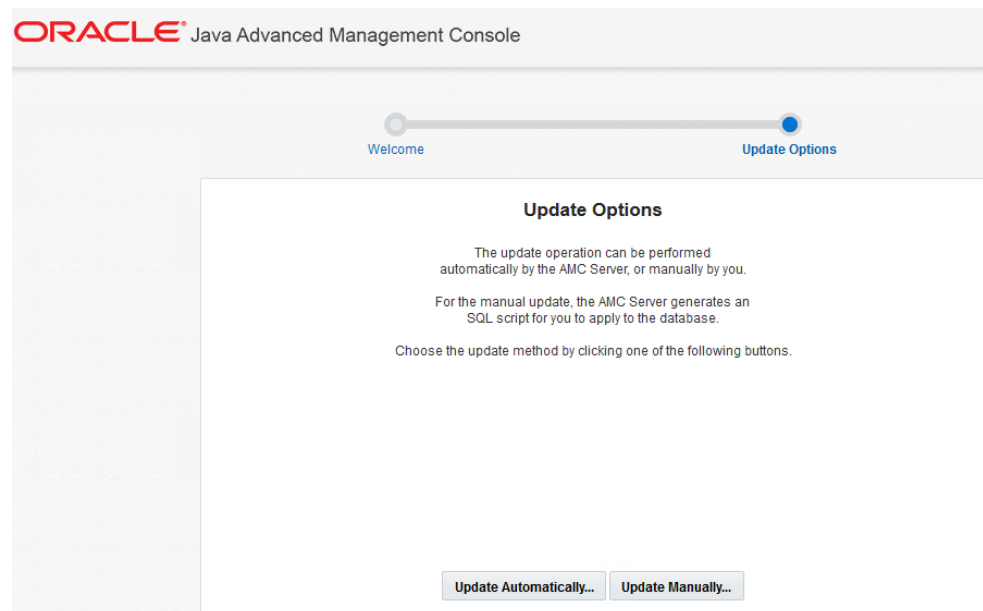 ORACLE® Java Advanced Management Console
Welcome
Update Options
Update Options
The update operation can be performed
automatically by the AMC Server, or manually by you.
For the manual update, the AMC Server generates an
SQL script for you to apply to the database.
Choose the update method by clicking one of the following buttons.
Update Automatically...
Update Manually...